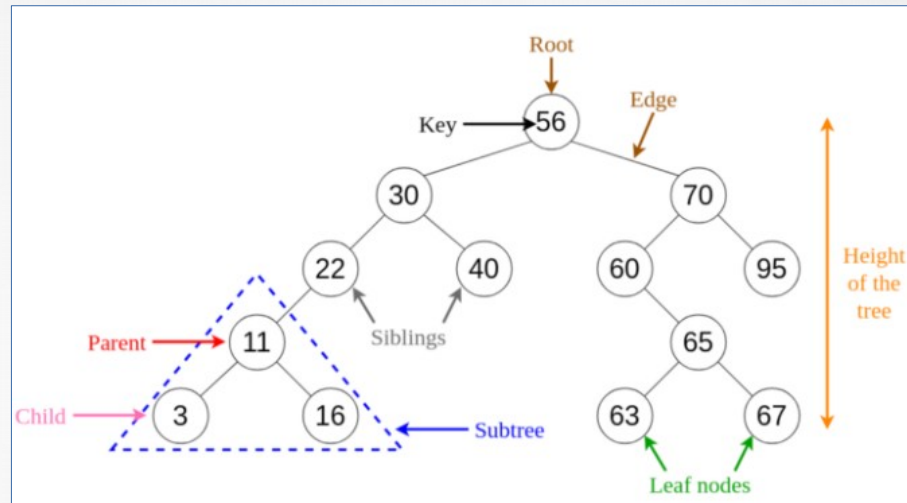 Root
Edge
Key
56
30
70
22
40
60
95
Height
of the
tree
Siblings
Parent
11
65
Child
3
16
63
67
Subtree
Leaf nodes